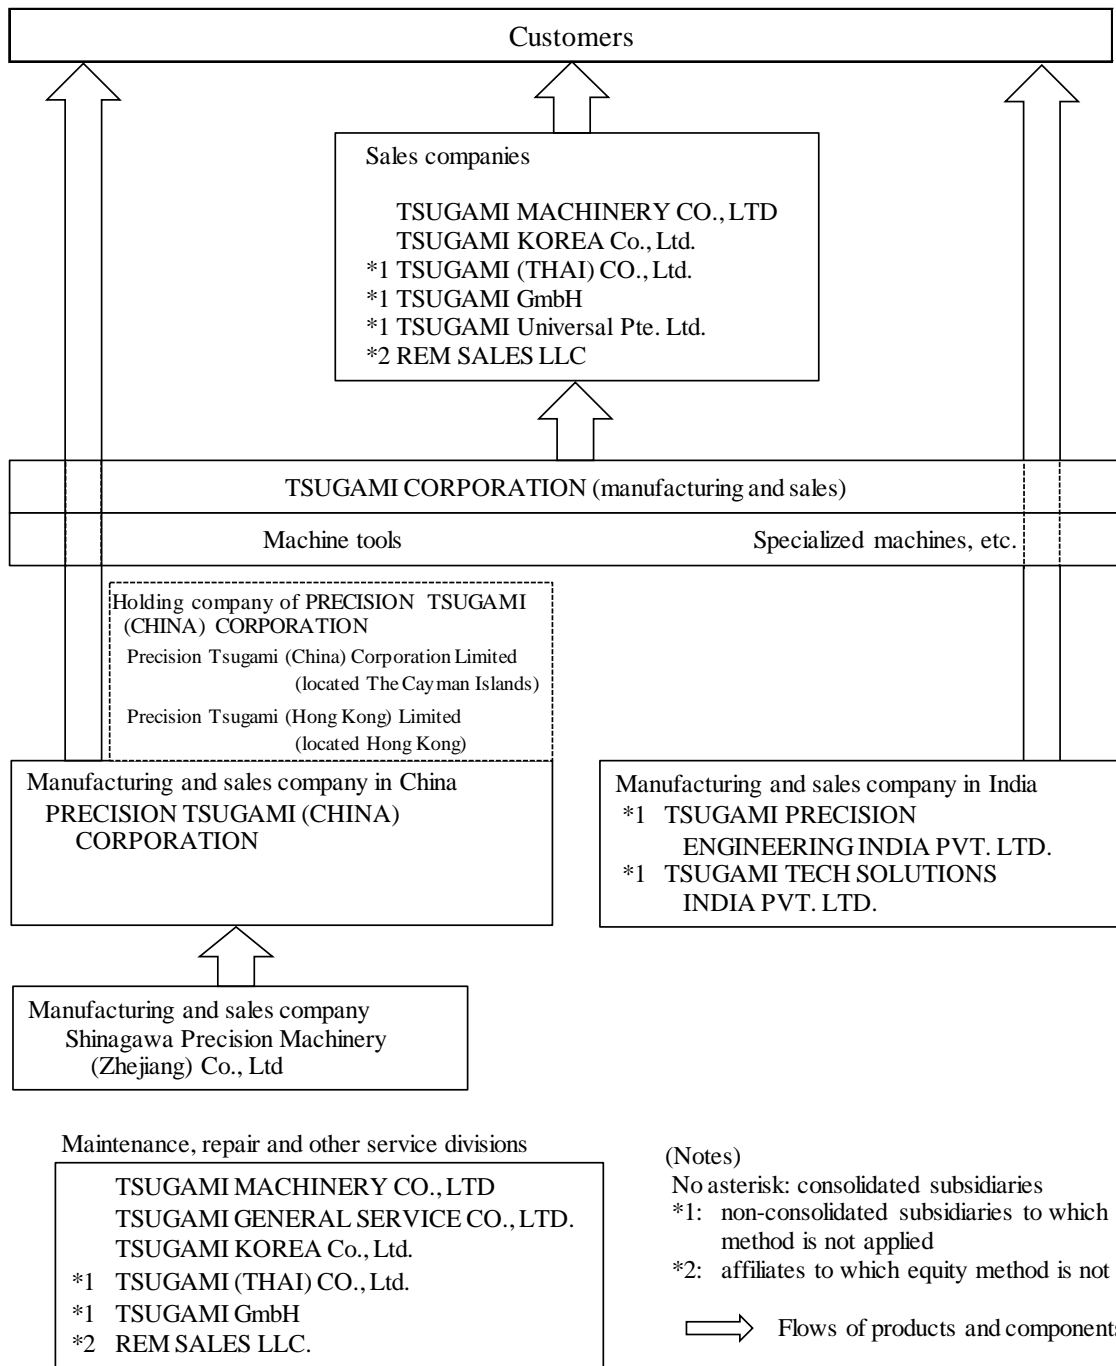 Customers
Sales companies
TSUGAMI MACHINERY CO., LTD
TSUGAMI KOREA Co., Ltd.
*1 TSUGAMI (THAI) CO., Ltd.
*1 TSUGAMI GmbH
*1 TSUGAMI Universal Pte. Ltd.
*2 REM SALES LLC
TSUGAMI CORPORATION (manufacturing and sales)
Machine tools
Specialized machines, etc.
Holding company of PRECISION TSUGAMI
(CHINA) CORPORATION
Precision Tsugami (China) Corporation Limited
(located The Cayman Islands)
Precision Tsugami (Hong Kong) Limited
(located Hong Kong)
Manufacturing and sales company in China
PRECISION TSUGAMI (CHINA)
CORPORATION
Manufacturing and sales company in India
*1 TSUGAMI PRECISION
ENGINEERING INDIA PVT. LTD.
*1 TSUGAMI TECH SOLUTIONS
INDIA PVT. LTD.
Manufacturing and sales company
Shinagawa Precision Machinery
(Zhejiang) Co., Ltd
Maintenance, repair and other service divisions
TSUGAMI MACHINERY CO., LTD
TSUGAMI GENERAL SERVICE CO., LTD.
TSUGAMI KOREA Co., Ltd.
*1 TSUGAMI (THAI) CO., Ltd.
*1 TSUGAMI GmbH
*2 REM SALES LLC.
(Notes)
No asterisk: consolidated subsidiaries
*1: non-consolidated subsidiaries to which
method is not applied
*2: affiliates to which equity method is not
Flows of products and components